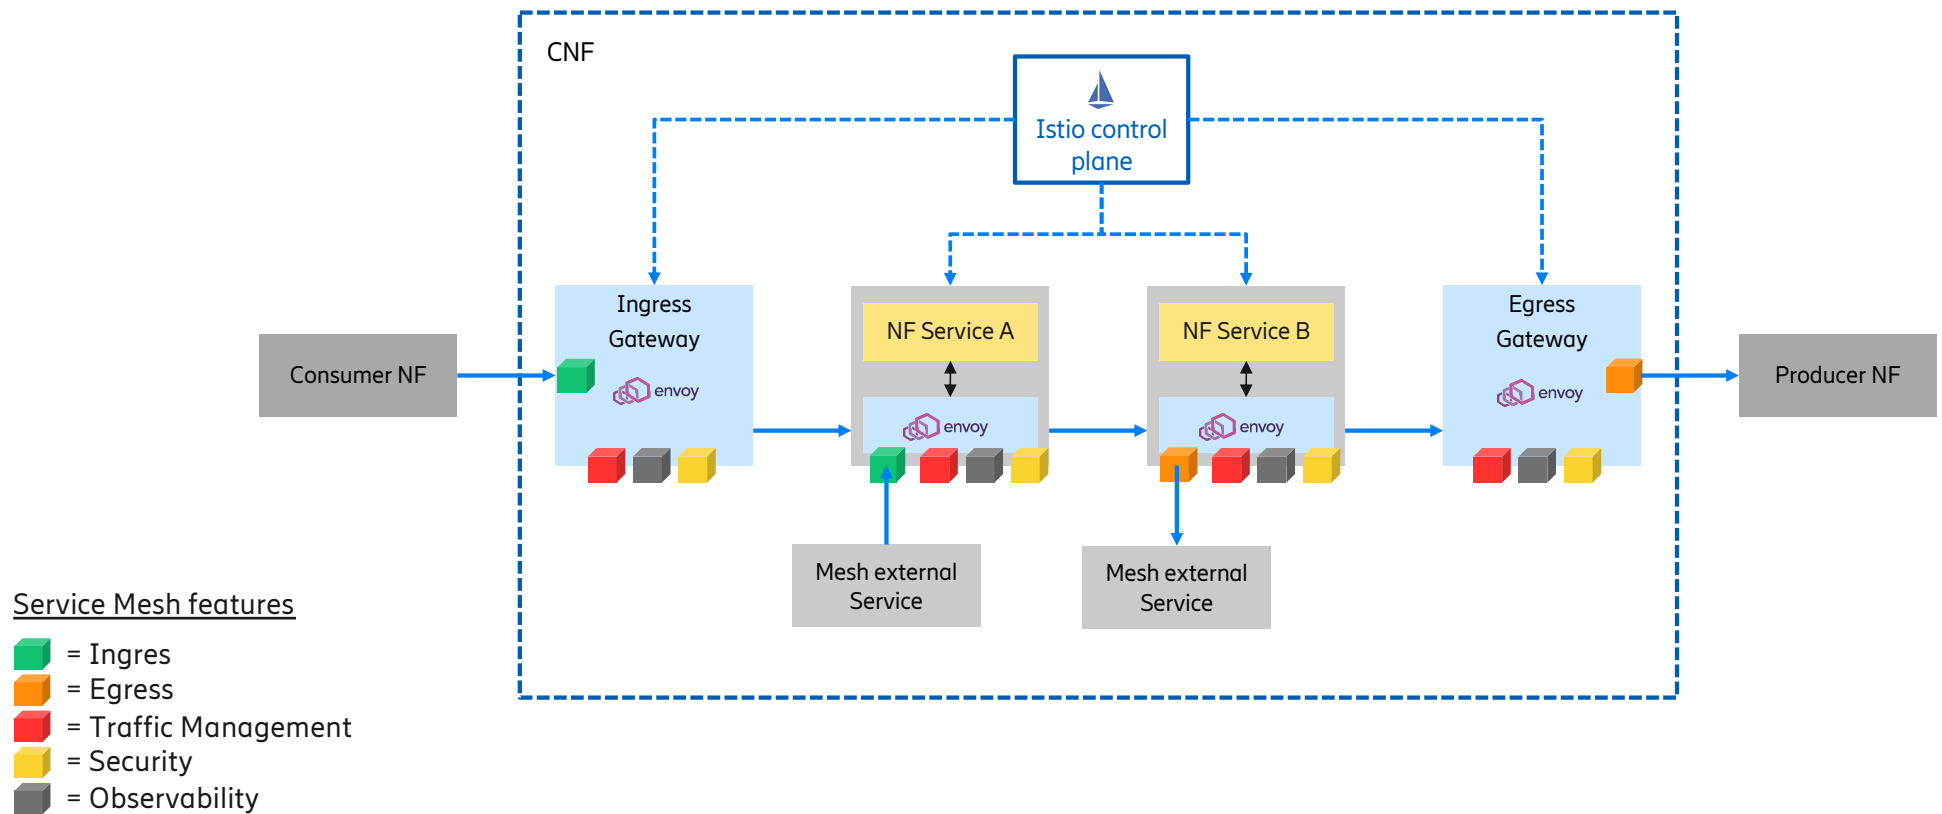 CNF
Istio control
plane
Ingress
Gateway
envoy
NF Service A
envoy
NF Service B
envoy
Egress
Gateway
envoy
Consumer NF
Producer NF
Mesh external
Service
Mesh external
Service
Service Mesh features
= Ingres
= Egress
= Traffic Management
= Security
= Observability